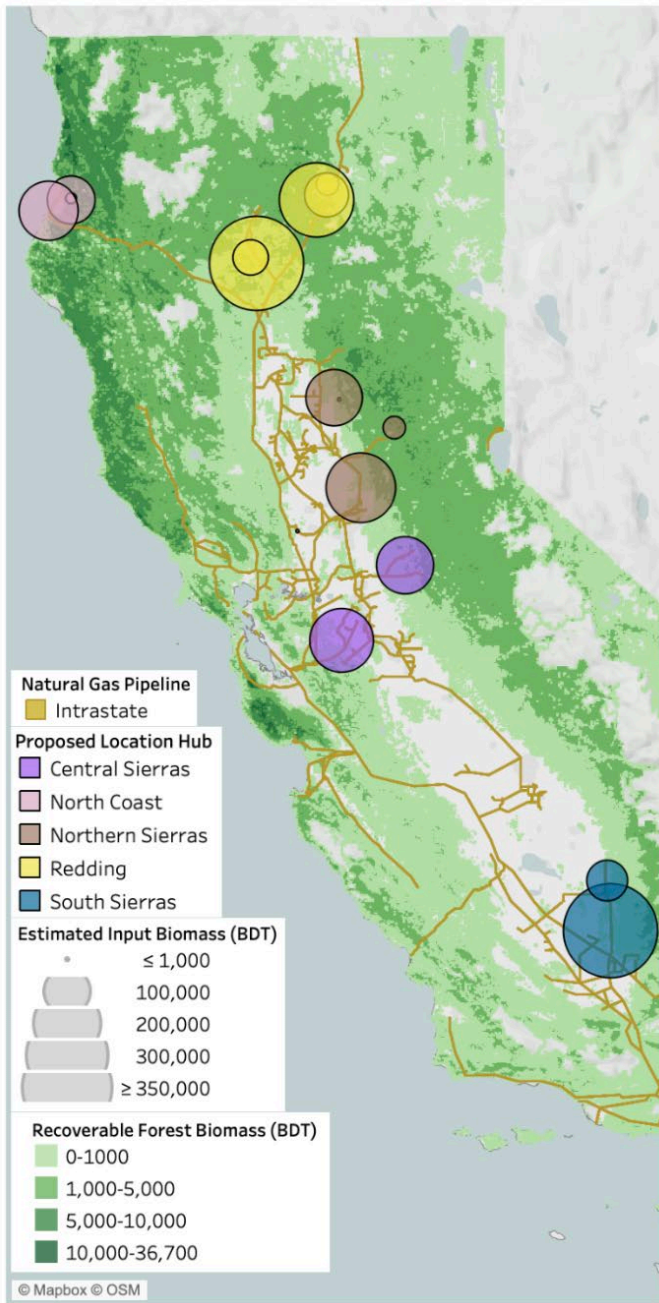 Natural Gas Pipeline
Intrastate
Proposed Location Hub
Central Sierras
North Coast
Northern Sierras
Redding
South Sierras
Estimated Input Biomass (BDT)
≤ 1,000
100,000
200,000
300,000
≥ 350,000
Recoverable Forest Biomass (BDT)
0-1000
1,000-5,000
5,000-10,000
10,000-36,700
© Mapbox © OSM